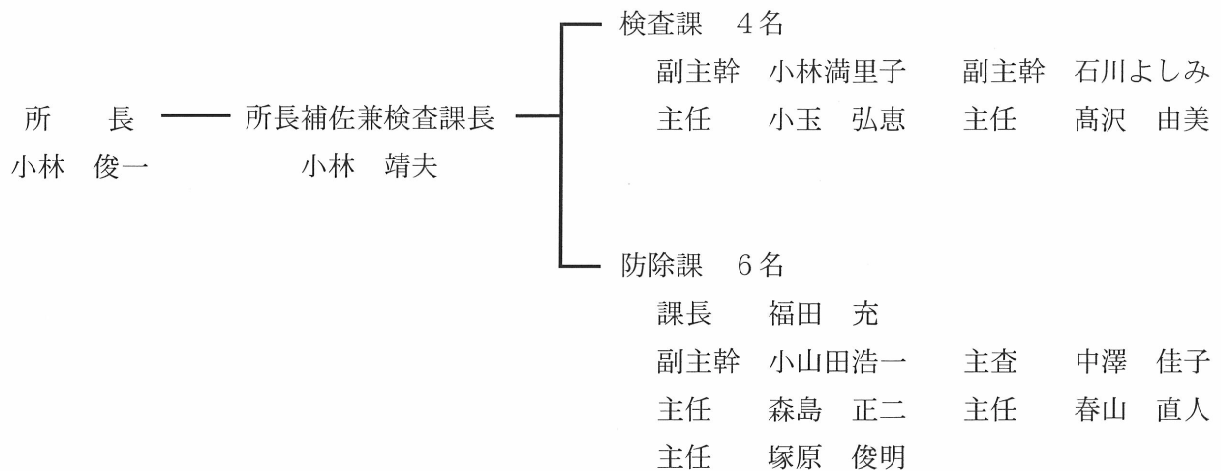 検査課　4名
副主幹　小林満里子　　副主幹　石川よしみ
所　　長　所長補佐兼検査課長　主任　　小玉　弘恵　　主任　　髙沢　由美
小林　俊一　小林　靖夫
防除課　6名
課長　　福田　充
副主幹　小山田浩一　　主査　　中澤　佳子
主任　　森島　正二　　主任　　春山　直人
主任　　塚原　俊明